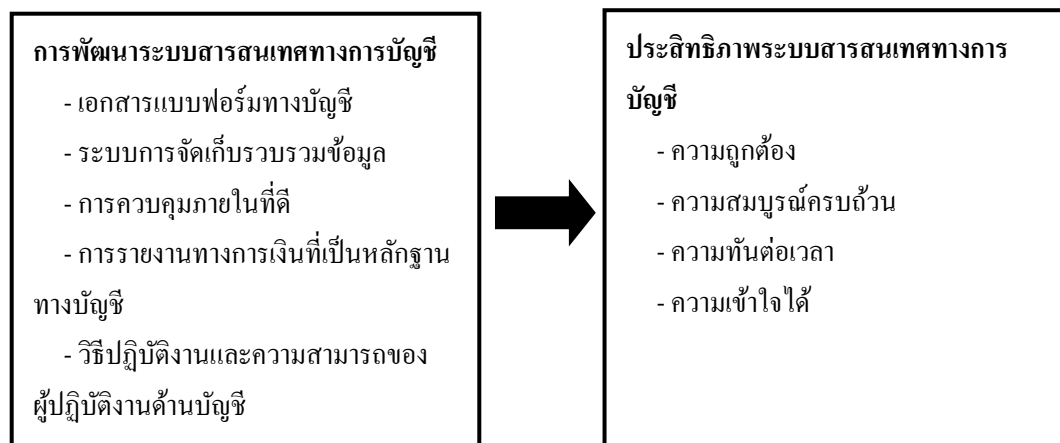 การพัฒนาระบบสารสนเทศทางการบัญชี
- เอกสารแบบฟอร์มทางบัญชี
- ระบบการจัดเก็บรวบรวมข้อมูล
- การควบคุมภายในที่ดี
- การรายงานทางการเงินที่เป็นหลักฐาน
ทางบัญชี
- วิธีปฏิบัติงานและความสามารถของ
ผู้ปฏิบัติงานด้านบัญชี
ประสิทธิภาพระบบสารสนเทศทางการ
บัญชี
- ความถูกต้อง
- ความสมบูรณ์ครบถ้วน
- ความทันต่อเวลา
- ความเข้าใจได้